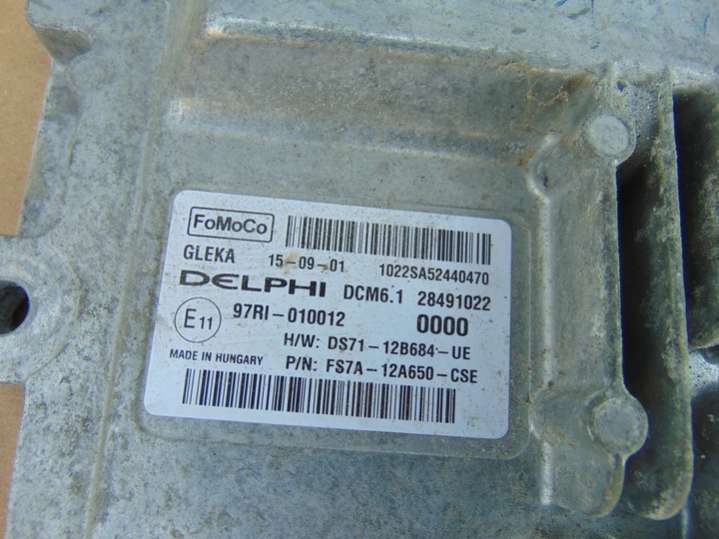 FoMoCo
GLEKA 15-09-01 1022SA52440470
DELPHI DCM6.1 28491022
E11 97RI-010012 0000
H/W: DS71-12B684-UE
MADE IN HUNGARY P/N: FS7A-12A650-CSE